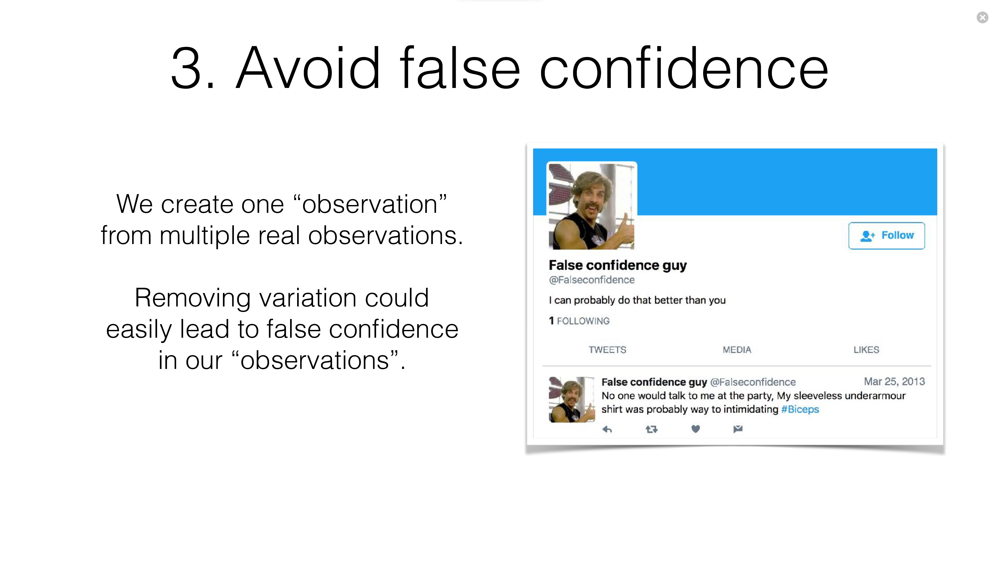 3. Avoid false confidence
We create one “observation”
from multiple real observations.
Removing variation could
easily lead to false confidence
in our “observations”.
Follow
False confidence guy
@Falseconfidence
I can probably do that better than you
1 FOLLOWING
TWEETS MEDIA LIKES
False confidence guy @Falseconfidence Mar 25, 2013
No one would talk to me at the party, My sleeveless underarmour
shirt was probably way to intimidating #Biceps